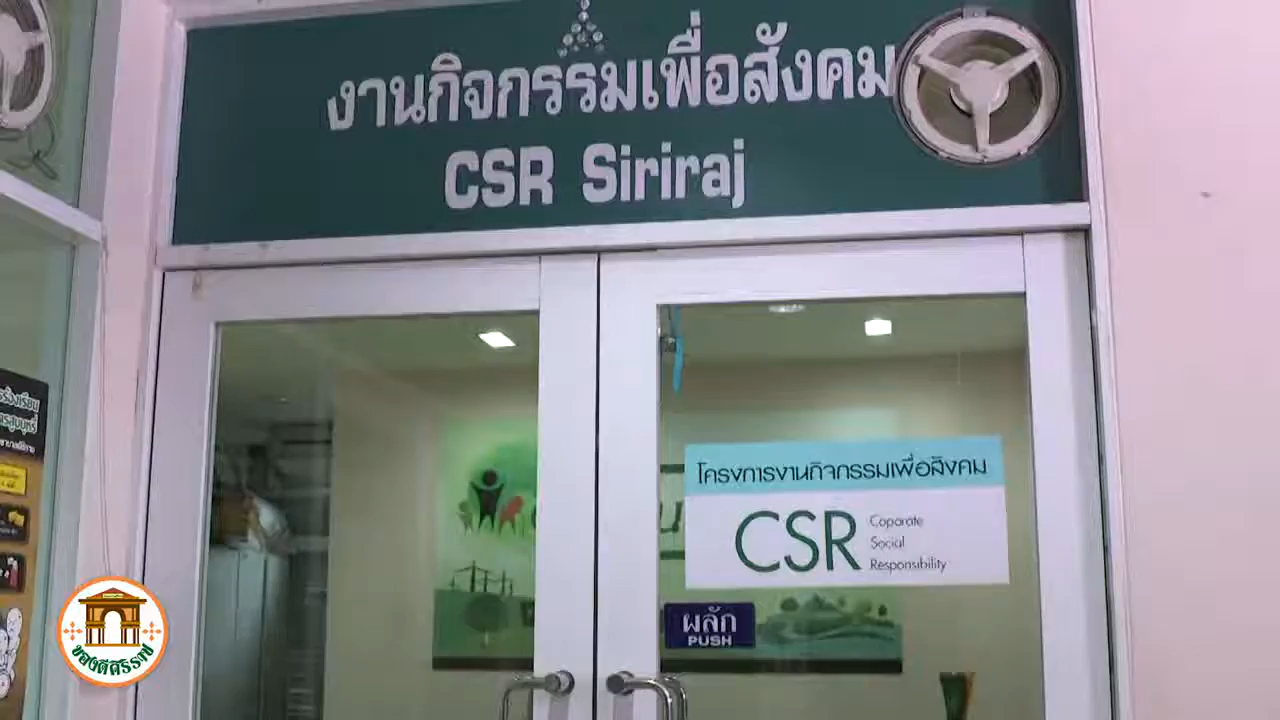 งานกิจกรรมเพื่อสังคม
CSR Siriraj
โครงการงานกิจกรรมเพื่อสังคม
CSR
Coporate
Social
Responsibility
ผลัก
PUSH
ของดีศิริราช